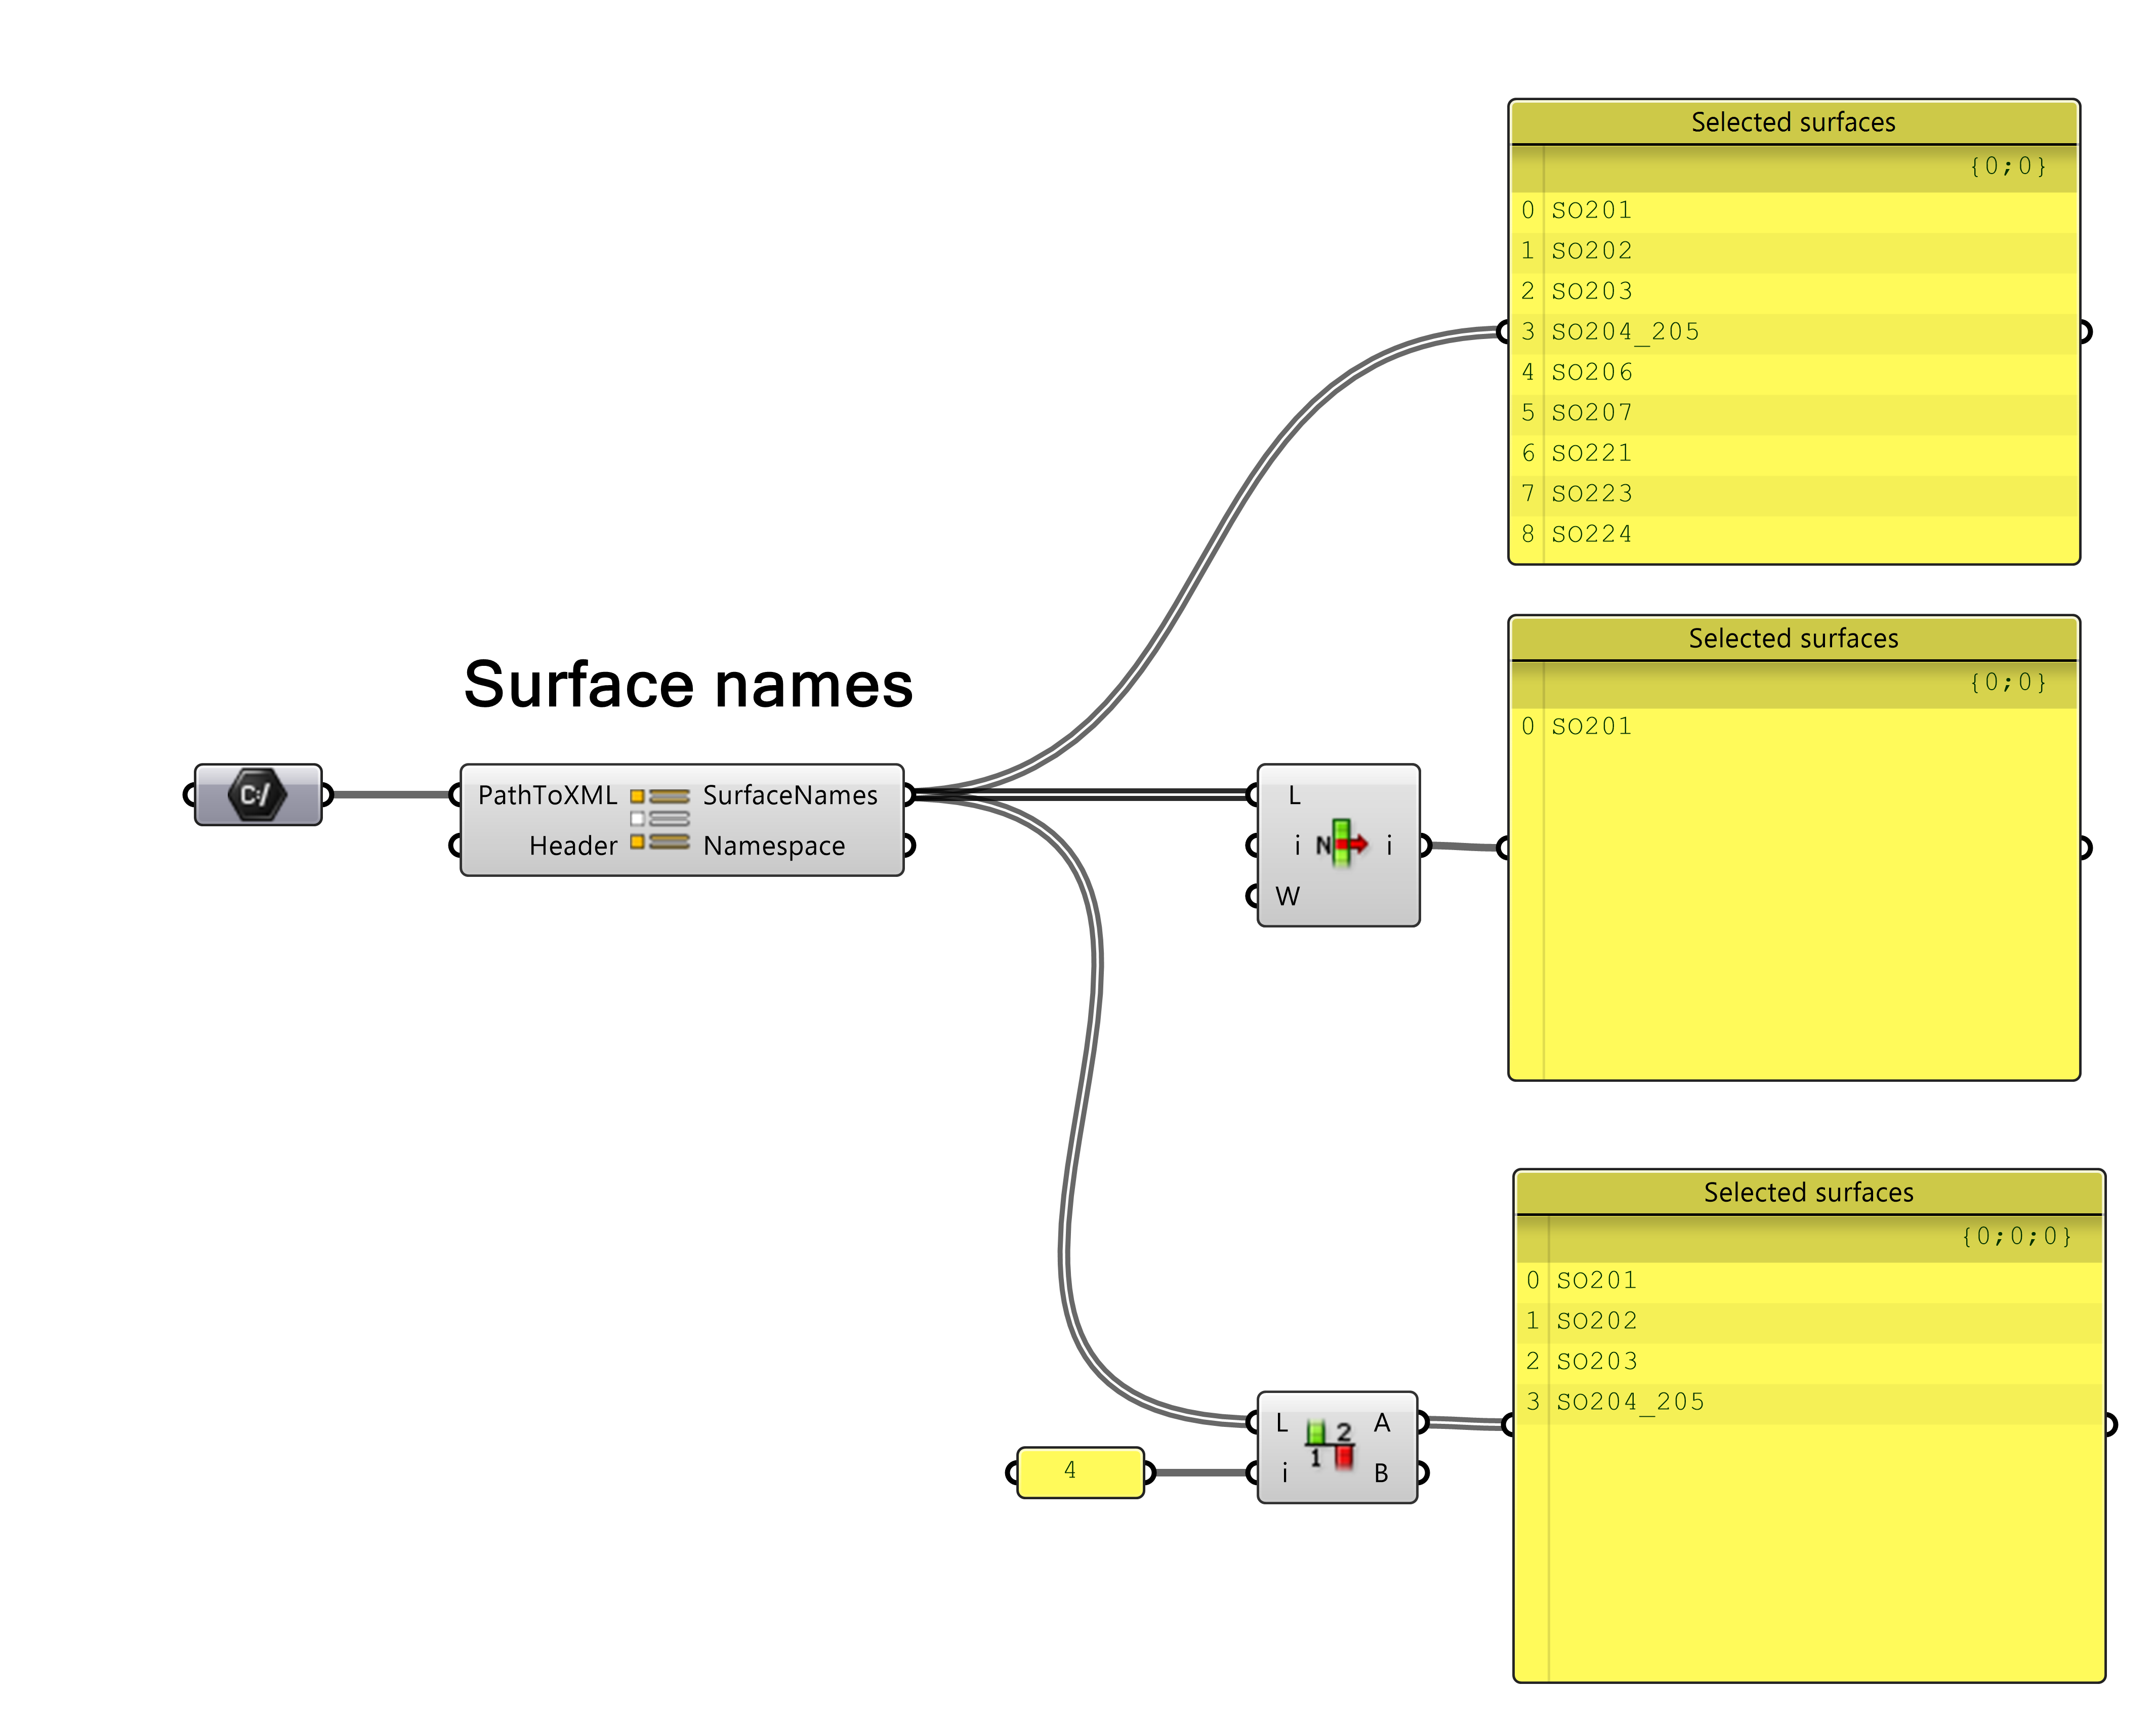 Selected surfaces
{0;0}
0 SO201
1 SO202
2 SO203
3 SO204_205
4 SO206
5 SO207
6 SO221
7 SO223
8 SO224
Surface names
C:/
PathToXML SurfaceNames
Header Namespace
L
i N i
W
Selected surfaces
{0;0}
0 SO201
Selected surfaces
{0;0;0}
0 SO201
1 SO202
2 SO203
3 SO204_205
4
L 1 2 A
i B